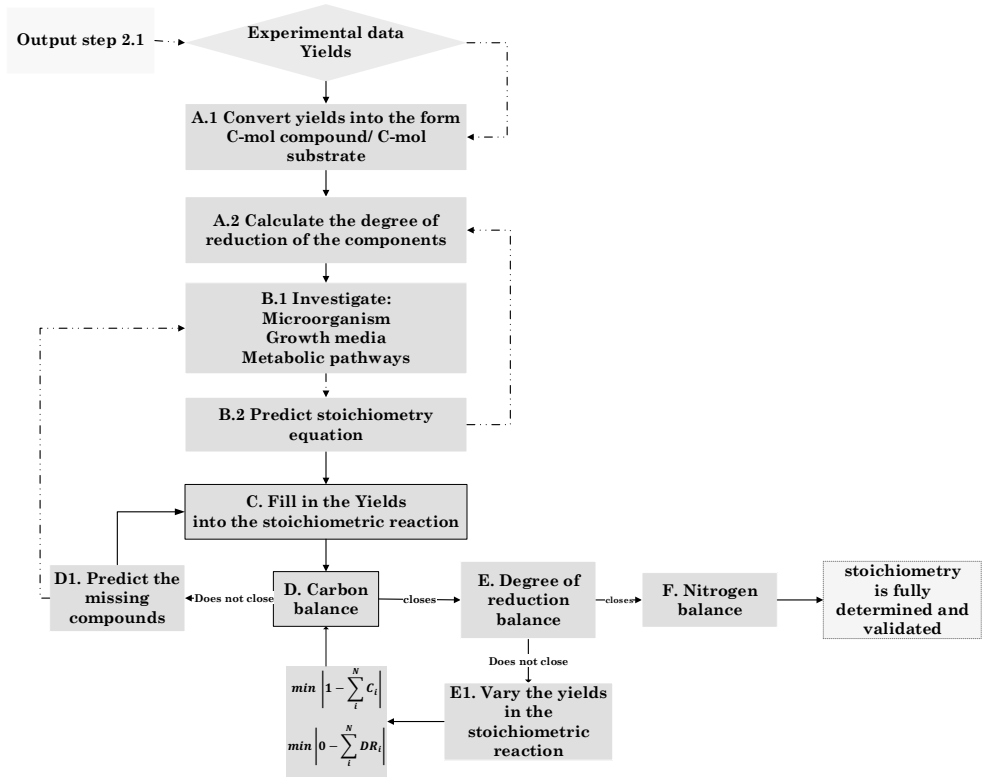 Output step 2.1
Experimental data
Yields
A.1 Convert yields into the form
C-mol compound/ C-mol
substrate
A.2 Calculate the degree of
reduction of the components
B.1 Investigate:
Microorganism
Growth media
Metabolic pathways
B.2 Predict stoichiometry
equation
C. Fill in the Yields
into the stoichiometric reaction
D1. Predict the
missing
compounds
Does not close
D. Carbon
balance
closes
E. Degree of
reduction
balance
closes
F. Nitrogen
balance
stoichiometry
is fully
determined and
validated
Does not close
E1. Vary the yields
in the
stoichiometric
reaction
min |1 − ∑_i^N C_i|
min |0 − ∑_i^N DR_i|